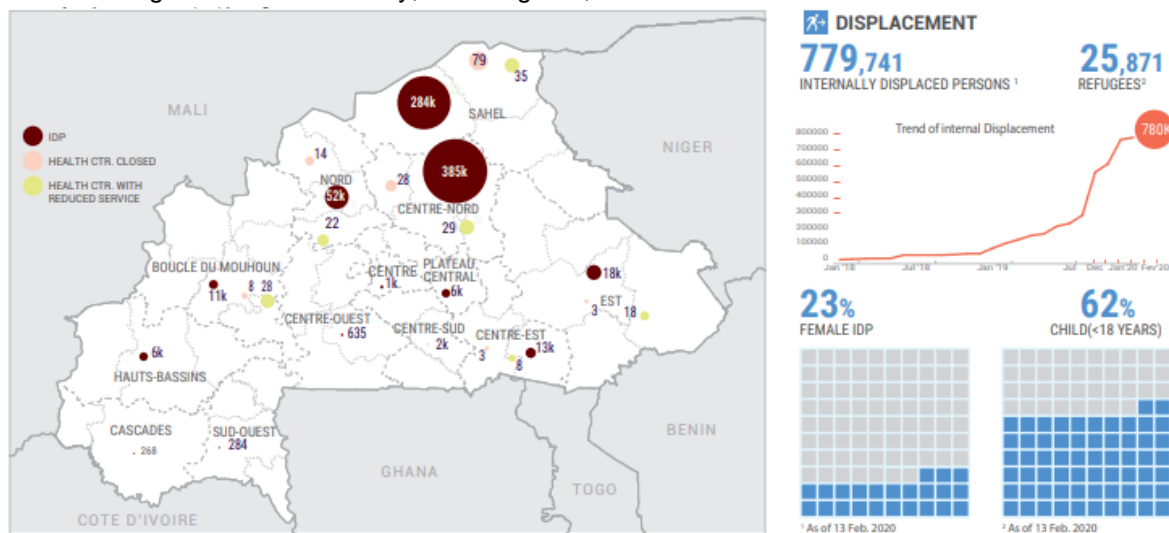 MALI
IDP
HEALTH CTR. CLOSED
HEALTH CTR. WITH
REDUCED SERVICE
79
35
284k
SAHEL
NIGER
385k
14
NORD
52k
28
CENTRE-NORD
29
22
BOUCLE DU MOUHOUN
11k
8
28
CENTRE
1k
PLATEAU
CENTRAL
6k
18k
EST
3
18
CENTRE-OUEST
635
CENTRE-SUD
2k
CENTRE-EST
3
13k
8
6k
HAUTS-BASSINS
CASCADES
268
SUD-OUEST
284
GHANA
BENIN
TOGO
COTE D'IVOIRE
DISPLACEMENT
779,741
INTERNALLY DISPLACED PERSONS ¹
25,871
REFUGEES²
Trend of internal Displacement
780K
800000
700000
600000
500000
400000
300000
200000
100000
0
Jan '18
Jul'18
Jan '19
Jul
Dec
Jan'20
Fev'20
23%
FEMALE IDP
62%
CHILD(<18 YEARS)
¹ As of 13 Feb. 2020
² As of 13 Feb. 2020